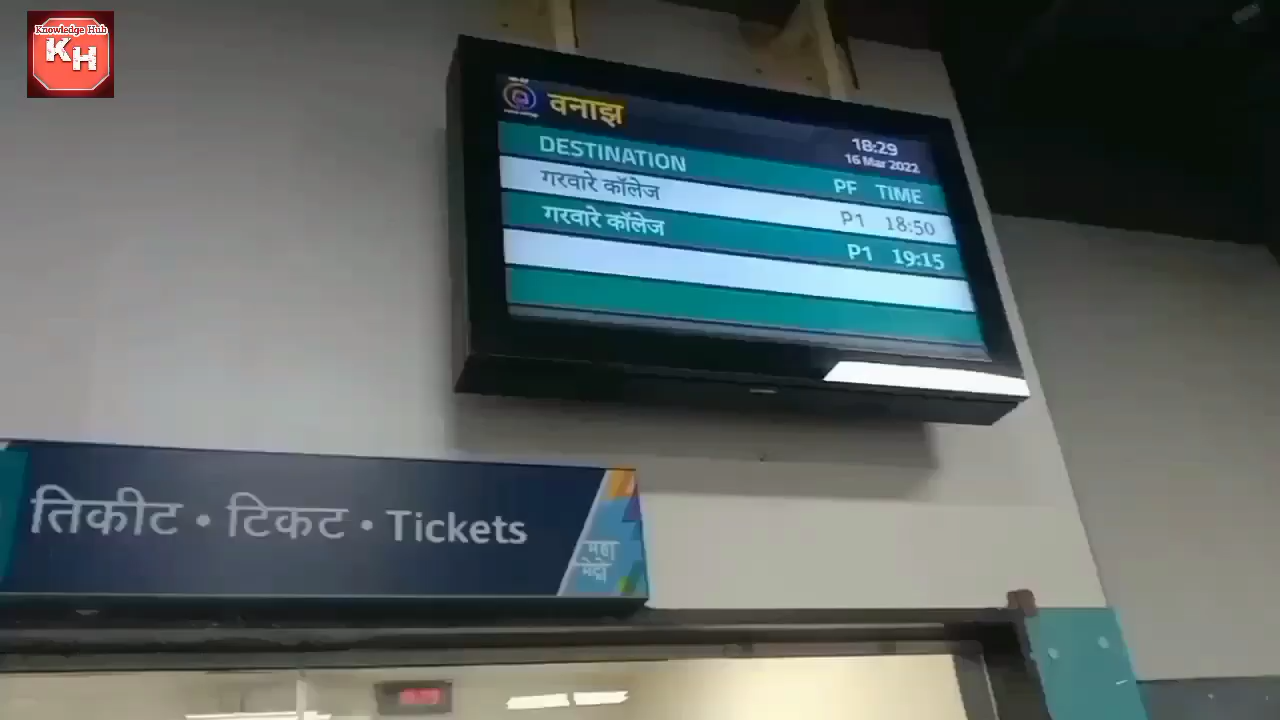 Knowledge Hub
KH
वनाझ
18:29
16 Mar 2022
DESTINATION PF TIME
गरवारे कॉलेज P1 18:50
गरवारे कॉलेज P1 19:15
तिकीट • टिकट • Tickets
महा
मेट्रो